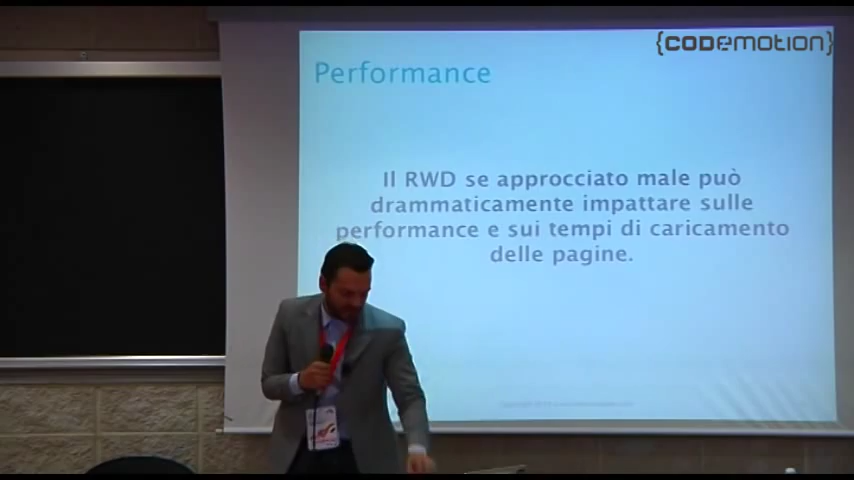 {CODEMOTION}
Performance
Il RWD se approcciato male può
drammaticamente impattare sulle
performance e sui tempi di caricamento
delle pagine.